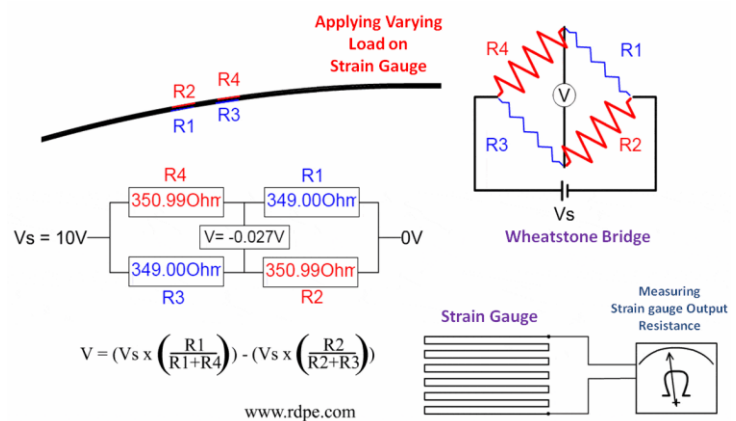 Applying Varying
Load on
Strain Gauge
R2
R4
R1
R3
R4
R1
V
R3
R2
Vs
Wheatstone Bridge
R4
R1
350.99Ohm
349.00Ohm
Vs = 10V
V= -0.027V
0V
349.00Ohm
350.99Ohm
R3
R2
V = (Vs x (R1/R1+R4)) - (Vs x (R2/R2+R3))
www.rdpe.com
Strain Gauge
Measuring
Strain gauge Output
Resistance
Ω
+